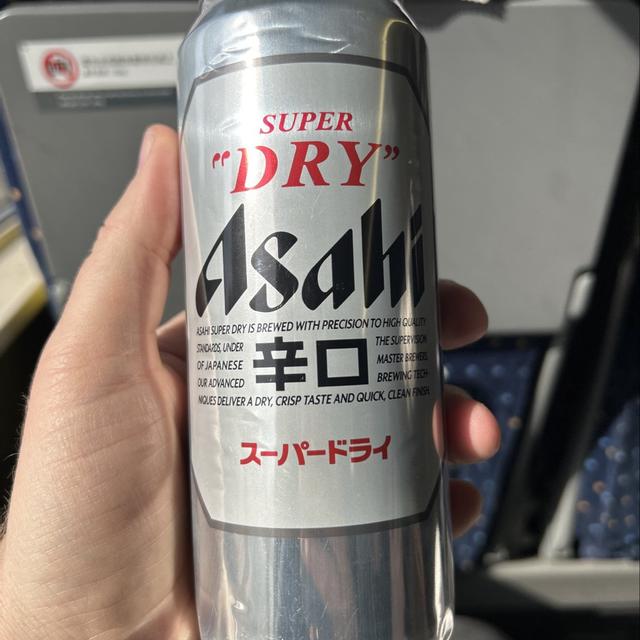 SUPER
"DRY"
Asahi
ASAHI SUPER DRY IS BREWED WITH PRECISION TO HIGH QUALITY
STANDARDS, UNDER THE SUPERVISION
OF JAPANESE MASTER BREWERS.
辛口
OUR ADVANCED BREWING TECH-
NIQUES DELIVER A DRY, CRISP TASTE AND QUICK, CLEAN FINISH.
スーパードライ